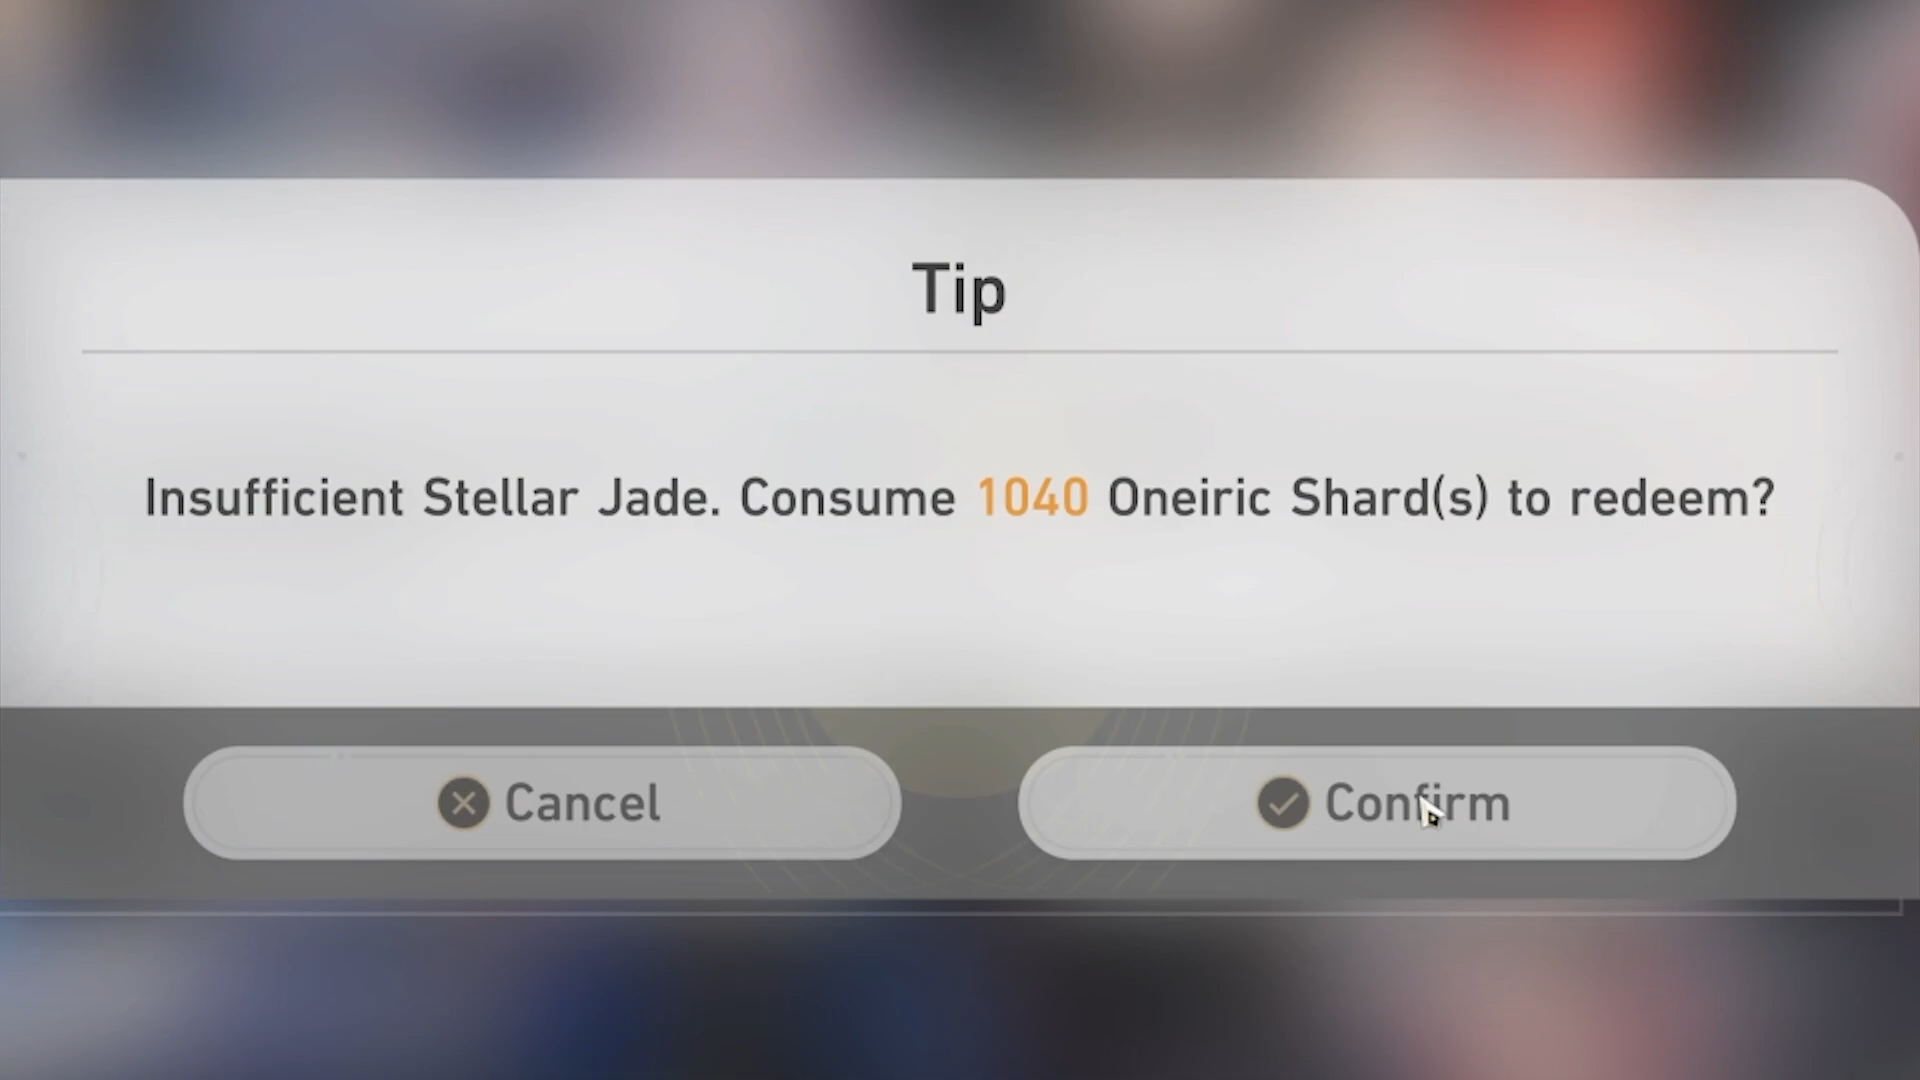 Tip
Insufficient Stellar Jade. Consume 1040 Oneiric Shard(s) to redeem?
Cancel
Confirm